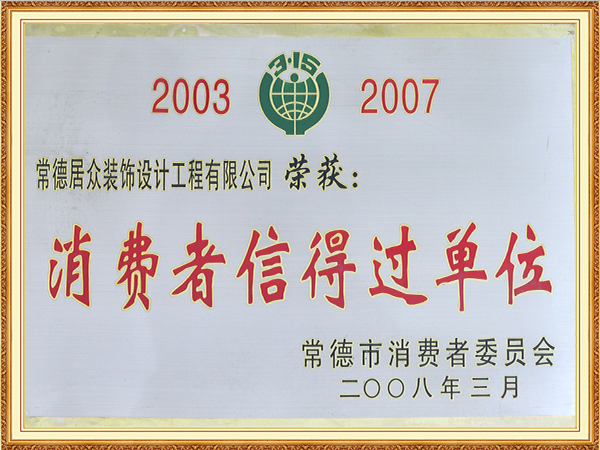 3·15
2003 2007
常德居众装饰设计工程有限公司 荣获：
消费者信得过单位
常德市消费者委员会
二〇〇八年三月